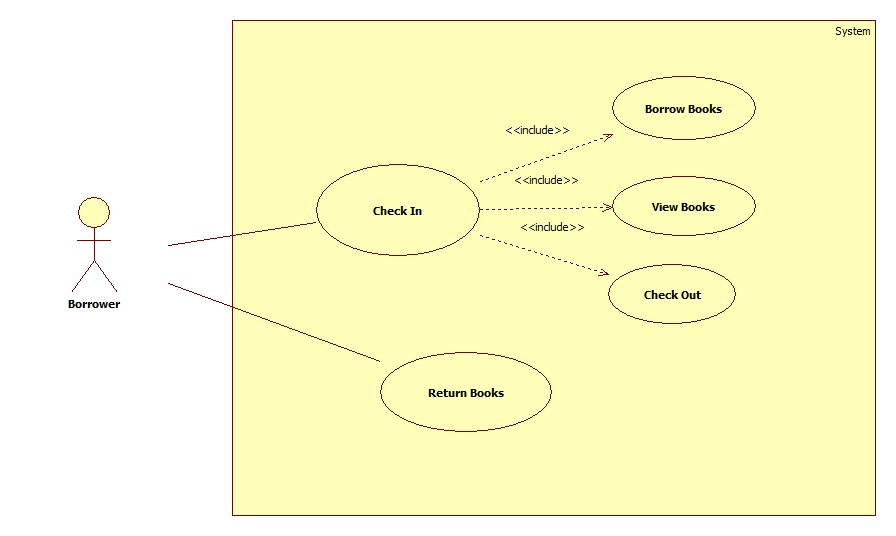 System
Borrow Books
<<include>>
<<include>>
View Books
Check In
<<include>>
Check Out
Borrower
Return Books